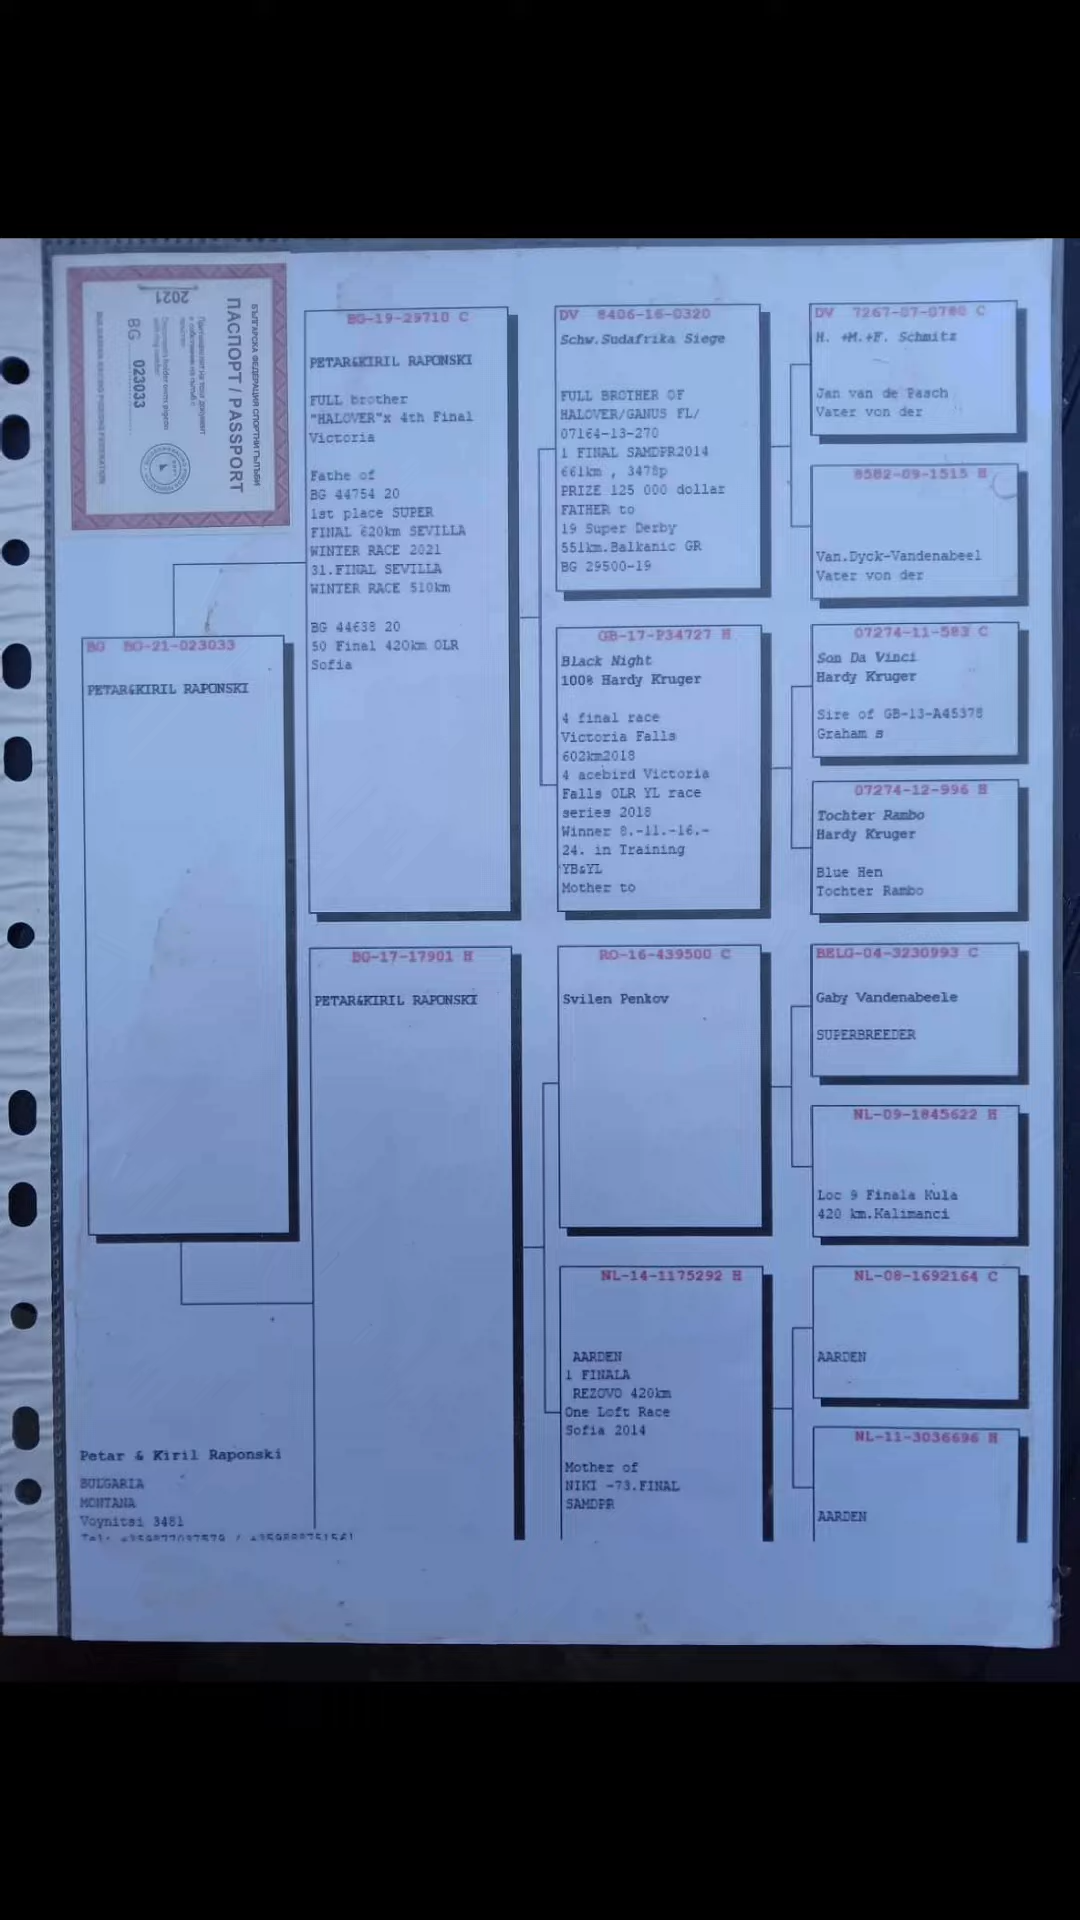 БЪЛГАРСКА ФЕДЕРАЦИЯ СПОРТНИ ГЪЛЪБИ
ПАСПОРТ / PASSPORT
2021
BG 023033
BULGARIAN RACING PIGEONS FEDERATION
BG BG-21-023033
PETAR&KIRIL RAPONSKI
BG-19-29710 C
PETAR&KIRIL RAPONSKI
FULL brother
"HALOVER"x 4th Final
Victoria
Fathe of
BG 44754 20
1st place SUPER
FINAL 620km SEVILLA
WINTER RACE 2021
31.FINAL SEVILLA
WINTER RACE 510km
BG 44638 20
50 Final 420km OLR
Sofia
BG-17-17901 H
PETAR&KIRIL RAPONSKI
DV 8406-16-0320
Schw.Sudafrika Siege
FULL BROTHER OF
HALOVER/GANUS FL/
07164-13-270
1 FINAL SAMDPR2014
661km , 3478p
PRIZE 125 000 dollar
FATHER to
19 Super Derby
551km.Balkanic GR
BG 29500-19
GB-17-P34727 H
Black Night
100% Hardy Kruger
4 final race
Victoria Falls
602km2018
4 acebird Victoria
Falls OLR YL race
series 2018
Winner 8.-11.-16.-
24. in Training
YB&YL
Mother to
RO-16-439500 C
Svilen Penkov
NL-14-1175292 H
AARDEN
1 FINALA
REZOVO 420km
One Loft Race
Sofia 2014
Mother of
NIKI -73.FINAL
SAMDPR
DV 7267-07-0780 C
H. +M.+F. Schmitz
Jan van de Pasch
Vater von der
8582-09-1515 H
Van.Dyck-Vandenabeel
Vater von der
07274-11-583 C
Son Da Vinci
Hardy Kruger
Sire of GB-13-A45378
Graham s
07274-12-996 H
Tochter Rambo
Hardy Kruger
Blue Hen
Tochter Rambo
BELG-04-3230993 C
Gaby Vandenabeele
SUPERBREEDER
NL-09-1845622 H
Loc 9 Finala Kula
420 km.Kalimanci
NL-08-1692164 C
AARDEN
NL-11-3036696 H
AARDEN
Petar & Kiril Raponski
BULGARIA
MONTANA
Voynitsi 3481